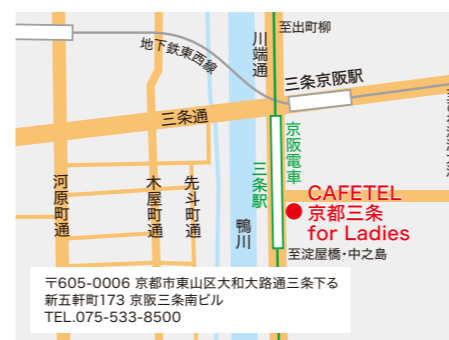 至出町柳
川端通
地下鉄東西線
三条京阪駅
三条通
京阪電車
三条駅
河原町通
木屋町通
先斗町通
鴨川
CAFETEL
京都三条
for Ladies
至淀屋橋・中之島
〒605-0006 京都市東山区大和大路通三条下る
新五軒町173 京阪三条南ビル
TEL.075-533-8500